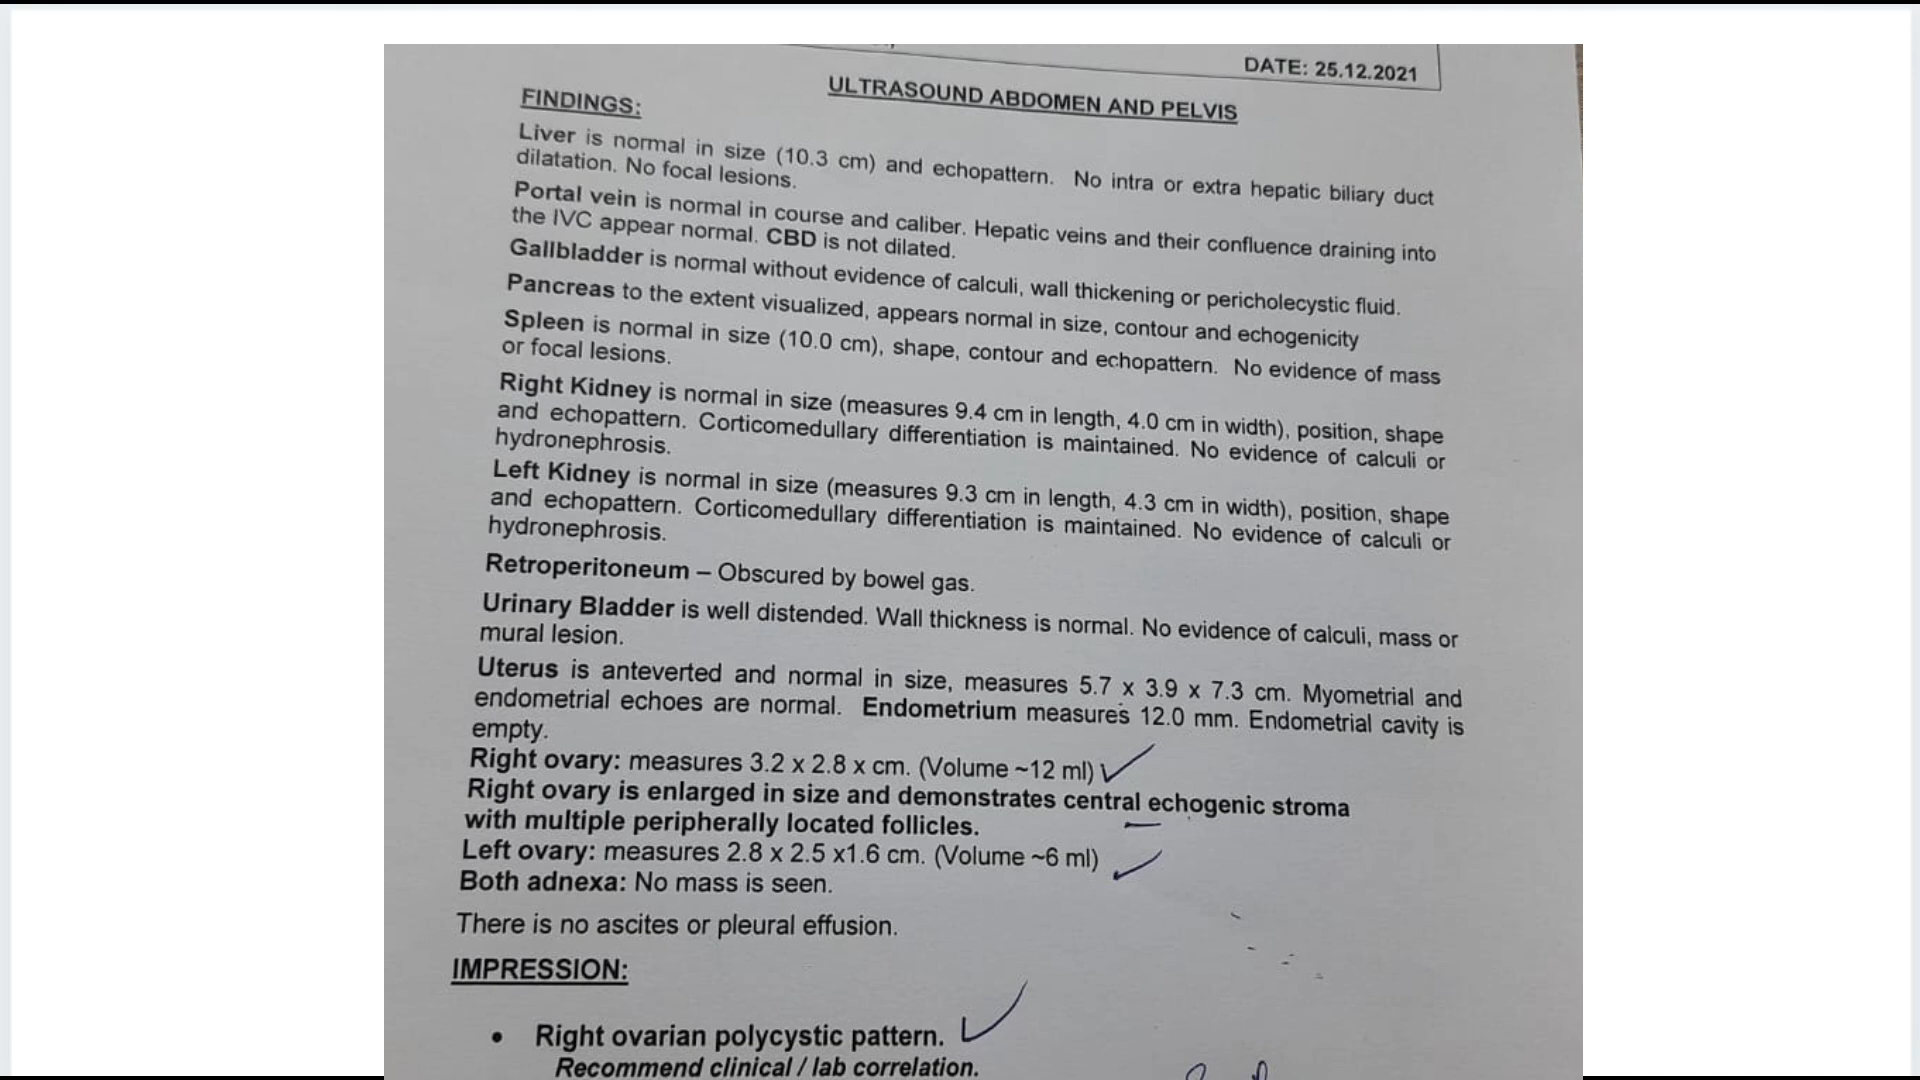 DATE: 25.12.2021
ULTRASOUND ABDOMEN AND PELVIS
FINDINGS:
Liver is normal in size (10.3 cm) and echopattern. No intra or extra hepatic biliary duct
dilatation. No focal lesions.
Portal vein is normal in course and caliber. Hepatic veins and their confluence draining into
the IVC appear normal. CBD is not dilated.
Gallbladder is normal without evidence of calculi, wall thickening or pericholecystic fluid.
Pancreas to the extent visualized, appears normal in size, contour and echogenicity
Spleen is normal in size (10.0 cm), shape, contour and echopattern. No evidence of mass
or focal lesions.
Right Kidney is normal in size (measures 9.4 cm in length, 4.0 cm in width), position, shape
and echopattern. Corticomedullary differentiation is maintained. No evidence of calculi or
hydronephrosis.
Left Kidney is normal in size (measures 9.3 cm in length, 4.3 cm in width), position, shape
and echopattern. Corticomedullary differentiation is maintained. No evidence of calculi or
hydronephrosis.
Retroperitoneum – Obscured by bowel gas.
Urinary Bladder is well distended. Wall thickness is normal. No evidence of calculi, mass or
mural lesion.
Uterus is anteverted and normal in size, measures 5.7 x 3.9 x 7.3 cm. Myometrial and
endometrial echoes are normal. Endometrium measures 12.0 mm. Endometrial cavity is
empty.
Right ovary: measures 3.2 x 2.8 x cm. (Volume ~12 ml)
Right ovary is enlarged in size and demonstrates central echogenic stroma
with multiple peripherally located follicles.
Left ovary: measures 2.8 x 2.5 x1.6 cm. (Volume ~6 ml)
Both adnexa: No mass is seen.
There is no ascites or pleural effusion.
IMPRESSION:
• Right ovarian polycystic pattern.
Recommend clinical / lab correlation.